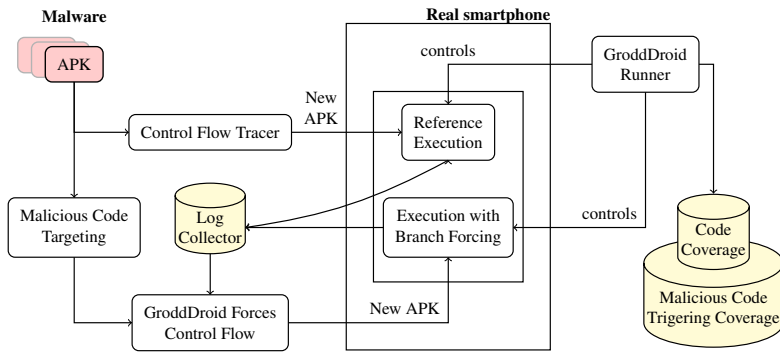 Malware
Real smartphone
APK
controls
GroddDroid
Runner
New
APK
Control Flow Tracer
Reference
Execution
Malicious Code
Targeting
Log
Collector
Execution with
Branch Forcing
controls
Code
Coverage
Malicious Code
Trigering Coverage
GroddDroid Forces
Control Flow
New APK